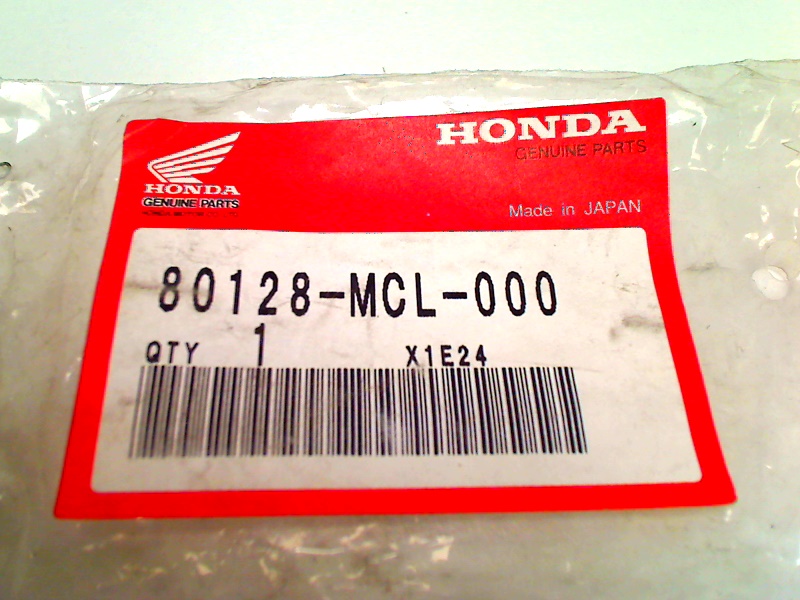 HONDA
GENUINE PARTS
HONDA
GENUINE PARTS
Made in JAPAN
80128-MCL-000
QTY 1 X1E24